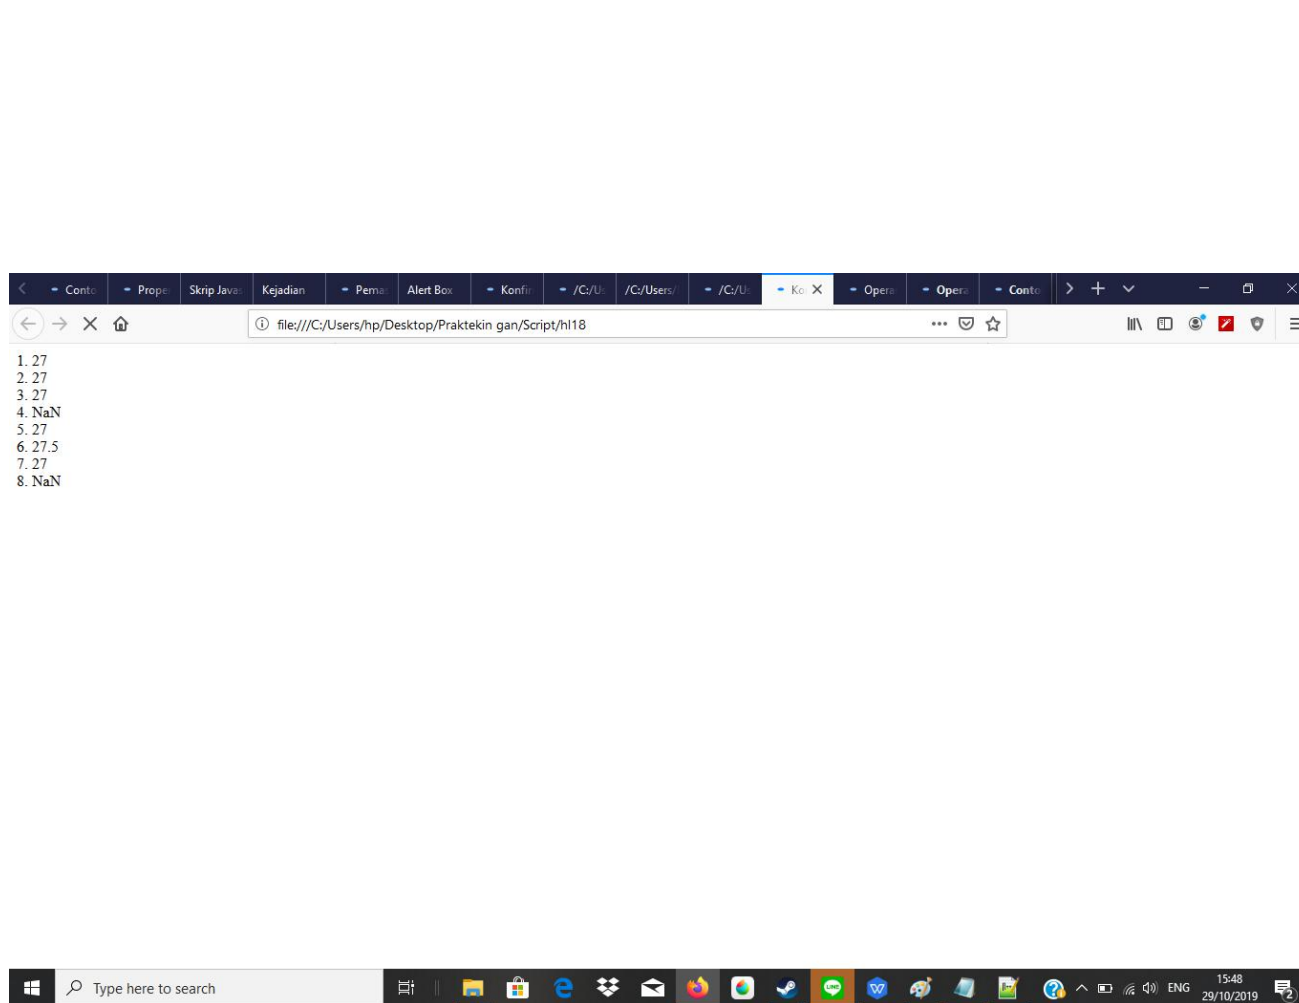 Conto Prope Skrip Javas Kejadian Pema Alert Box Konfir /C:/Us /C:/Users/ /C:/U Ko Opera Opera Conto
file:///C:/Users/hp/Desktop/Praktekin gan/Script/hl18
1. 27
2. 27
3. 27
4. NaN
5. 27
6. 27.5
7. 27
8. NaN
Type here to search
ENG
15:48
29/10/2019
2